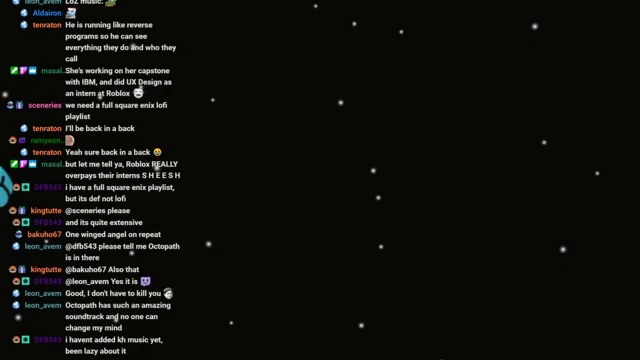 leon_avem LoZ music:
Aldairon
tenraton He is running like reverse
programs so he can see
everything they do and who they
call
masal.. She's working on her capstone
with IBM, and did UX Design as
an intern at Roblox
sceneries we need a full square enix lofi
playlist
tenraton I'll be back in a back
ramyeon..
tenraton Yeah sure back in a back
masal.. but let me tell ya, Roblox REALLY
overpays their interns S H E E S H
DFB543 i have a full square enix playlist,
but its def not lofi
kingtutte @sceneries please
DFB543 and its quite extensive
bakuho67 One winged angel on repeat
leon_avem @dfb543 please tell me Octopath
is in there
kingtutte @bakuho67 Also that
DFB543 @leon_avem Yes it is
leon_avem Good, I don't have to kill you
leon_avem Octopath has such an amazing
soundtrack and no one can
change my mind
DFB543 i havent added kh music yet,
been lazy about it